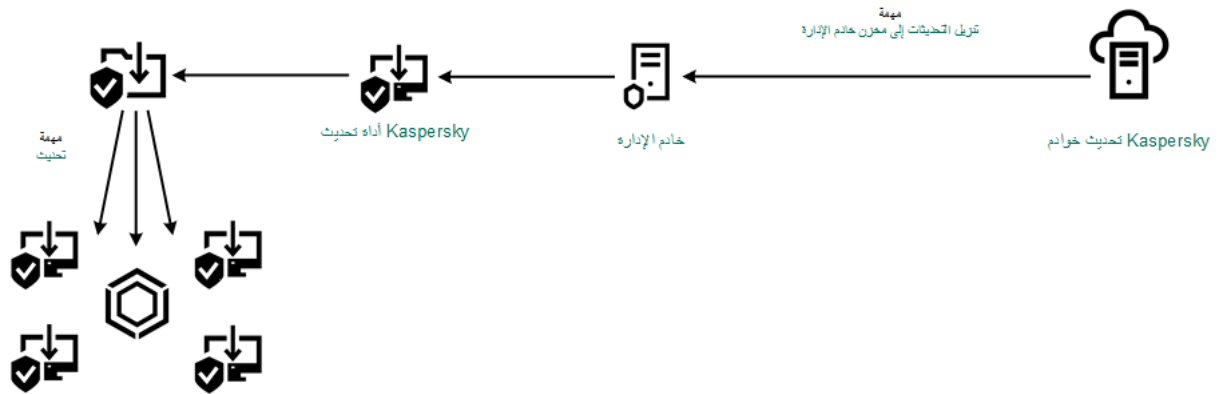 مهمة
تنزيل التحديثات إلى مخزن خادم الإدارة
Kaspersky تحديث خوادم
خادم الإدارة
Kaspersky أداة تحديث
مهمة
تحديث